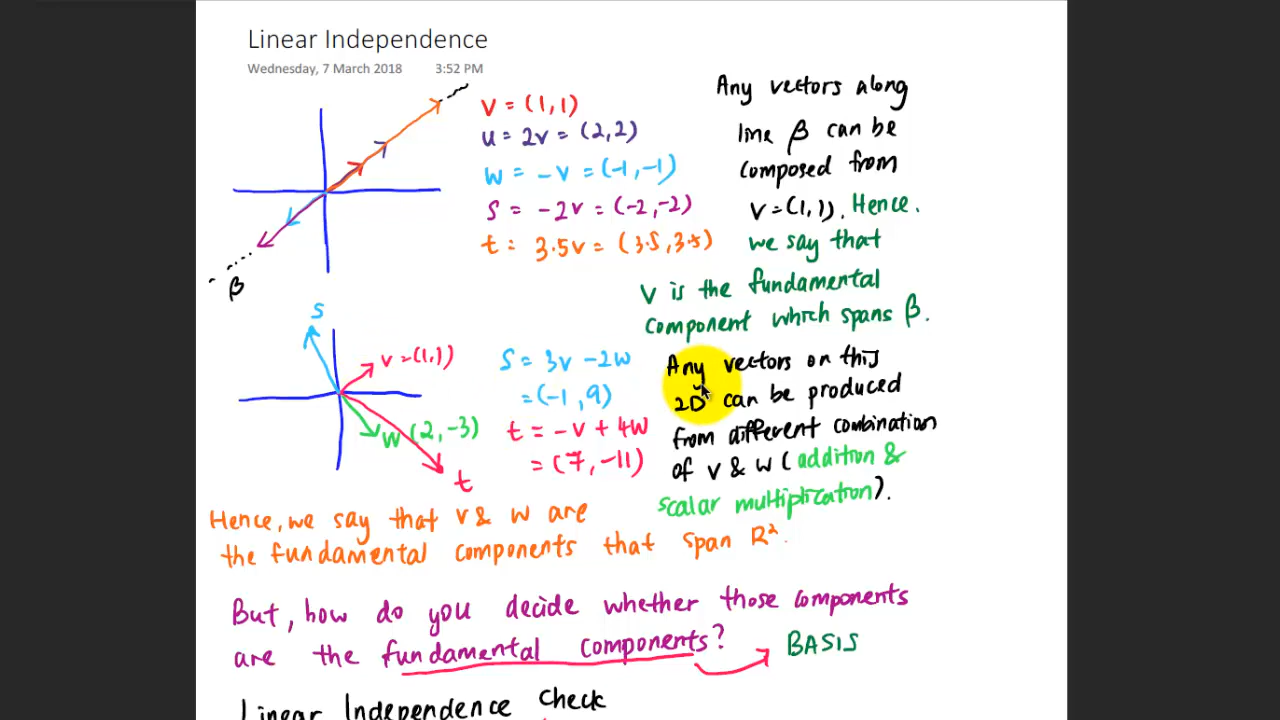 Linear Independence
Wednesday, 7 March 2018 3:52 PM
v = (1,1)
u = 2v = (2,2)
w = -v = (-1,-1)
s = -2v = (-2,-2)
t = 3.5v = (3.5,3.5)
β
Any vectors along
line β can be
composed from
v=(1,1). Hence.
we say that
v is the fundamental
component which spans β.
s
v=(1,1)
w (2,-3)
t
s = 3v -2w
= (-1, 9)
t = -v + 4w
= (7, -11)
Any vectors on this
2D can be produced
from different combination
of v & w (addition &
scalar multiplication).
Hence, we say that v & w are
the fundamental components that span R².
But, how do you decide whether those components
are the fundamental components? BASIS
Linear Independence Check